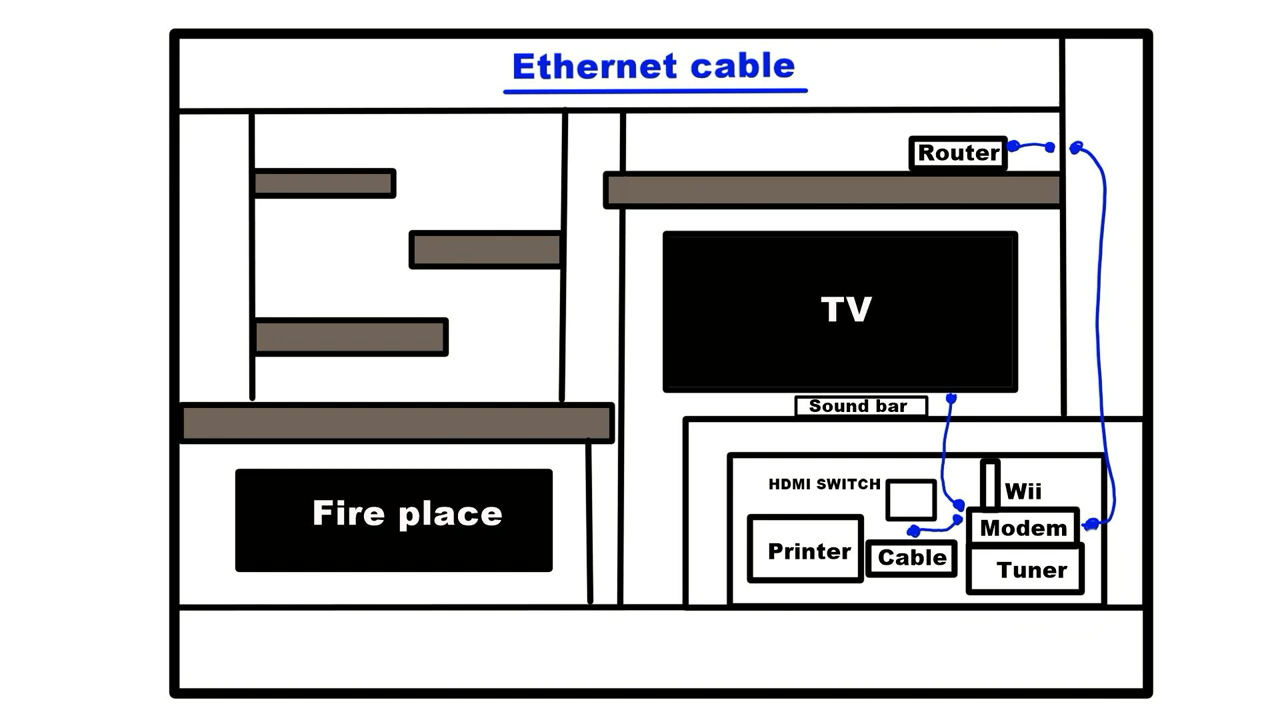 Ethernet cable
Router
TV
Sound bar
HDMI SWITCH
Wii
Fire place
Modem
Printer
Cable
Tuner